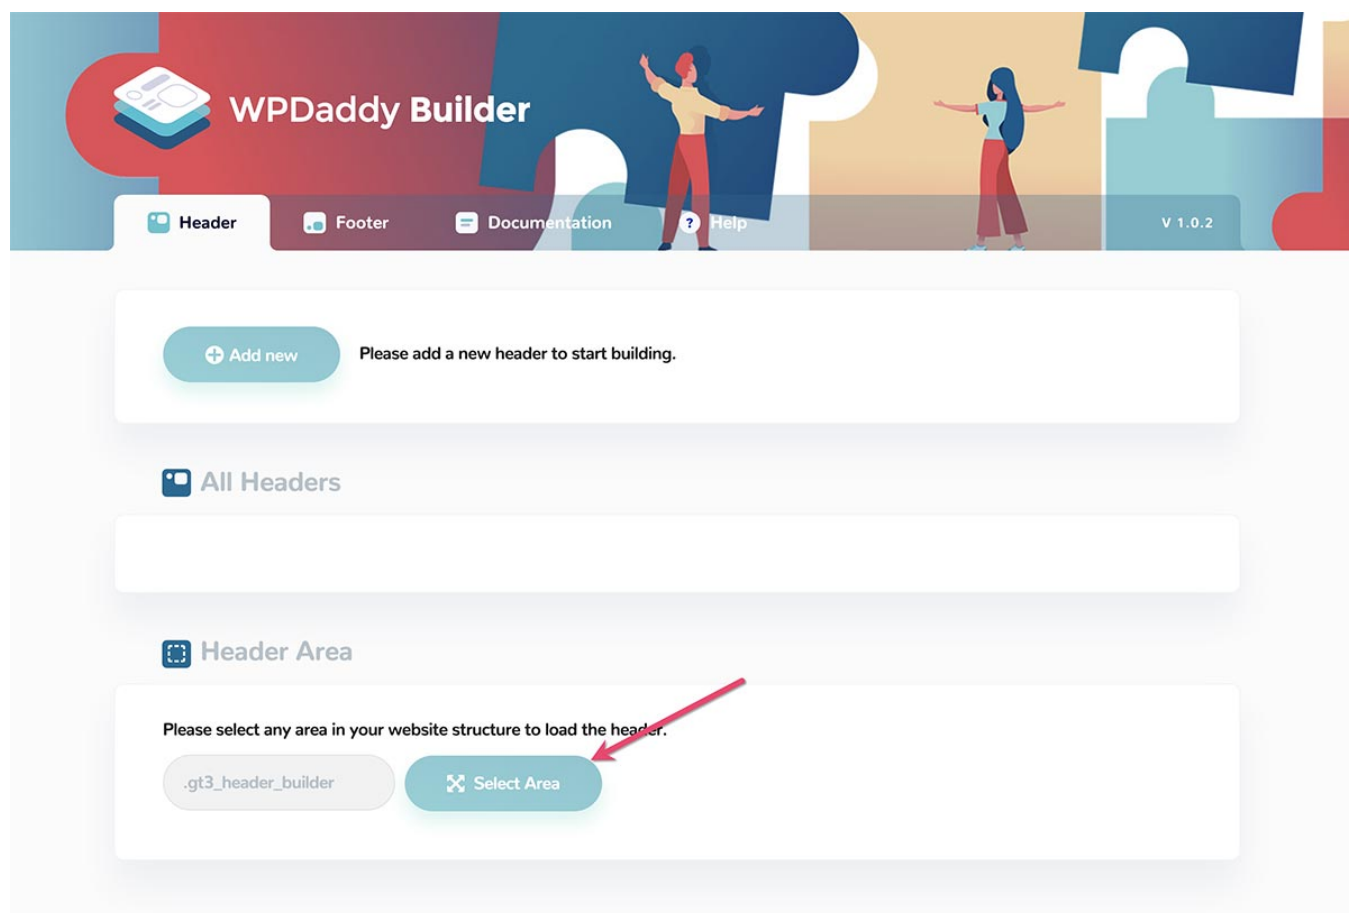 WPDaddy Builder
Header
Footer
Documentation
? Help
V 1.0.2
Add new
Please add a new header to start building.
All Headers
Header Area
Please select any area in your website structure to load the header.
.gt3_header_builder
Select Area